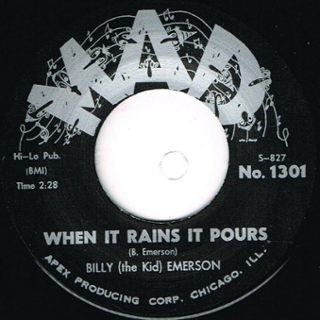 MAD
Hi-Lo Pub.
(BMI)
Time 2:28
S-827
No. 1301
WHEN IT RAINS IT POURS
(B. Emerson)
BILLY (the Kid) EMERSON
APEX PRODUCING CORP. CHICAGO, ILL.